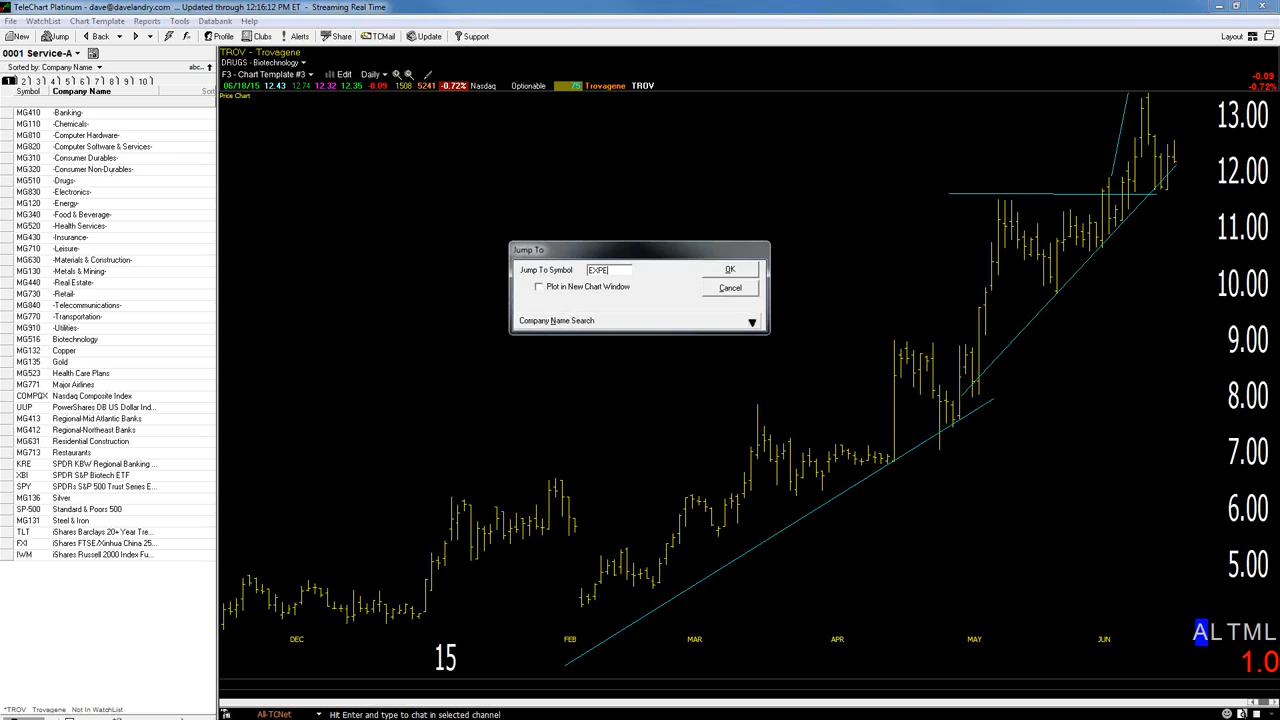 TeleChart Platinum - dave@davelandry.com ... Updated through 12:16:12 PM ET - Streaming Real Time
File WatchList Chart Template Reports Tools Databank Help
New Jump Back Next Profile Clubs Alerts Share TCMail Update Support Layout
0001 Service-A
Sorted by: Company Name abc..
1 2 3 4 5 6 7 8 9 10
Symbol Company Name Sort
MG410 -Banking-
MG110 -Chemicals-
MG810 -Computer Hardware-
MG820 -Computer Software & Services-
MG310 -Consumer Durables-
MG320 -Consumer Non-Durables-
MG510 -Drugs-
MG830 -Electronics-
MG120 -Energy-
MG340 -Food & Beverage-
MG520 -Health Services-
MG430 -Insurance-
MG710 -Leisure-
MG630 -Materials & Construction-
MG130 -Metals & Mining-
MG440 -Real Estate-
MG730 -Retail-
MG840 -Telecommunications-
MG770 -Transportation-
MG910 -Utilities-
MG516 Biotechnology
MG132 Copper
MG135 Gold
MG523 Health Care Plans
MG771 Major Airlines
COMPQX Nasdaq Composite Index
UUP PowerShares DB US Dollar Ind...
MG413 Regional-Mid Atlantic Banks
MG412 Regional-Northeast Banks
MG631 Residential Construction
MG713 Restaurants
KRE SPDR KBW Regional Banking ...
XBI SPDR S&P Biotech ETF
SPY SPDRs S&P 500 Trust Series E...
MG136 Silver
SP-500 Standard & Poors 500
MG131 Steel & Iron
TLT iShares Barclays 20+ Year Tre...
FXI iShares FTSE/Xinhua China 25...
IWM iShares Russell 2000 Index Fu...
*TROV Trovagene Not In WatchList
TROV - Trovagene
DRUGS - Biotechnology
F3 - Chart Template #3 Edit Daily
06/18/15 12.43 12.74 12.32 12.35 -0.09 1508 5241 -0.72% Nasdaq Optionable 75 Trovagene TROV
-0.09
-0.72%
Price Chart
13.00
12.00
11.00
10.00
9.00
8.00
7.00
6.00
5.00
Jump To
Jump To Symbol EXPE OK
Plot in New Chart Window Cancel
Company Name Search
DEC 15 FEB MAR APR MAY JUN
ALTML
1.0
All-TCNet Hit Enter and type to chat in selected channel